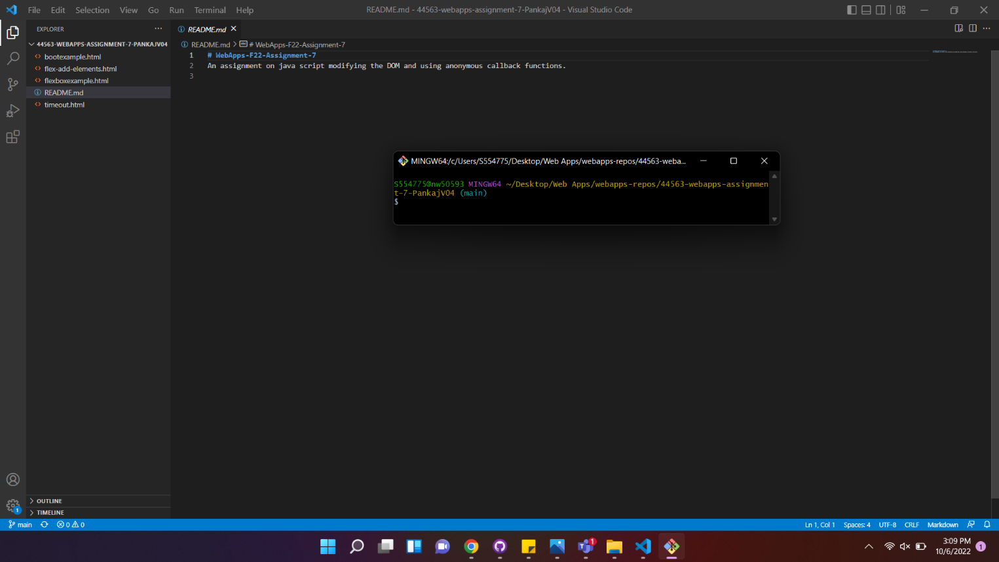 File Edit Selection View Go Run Terminal Help
README.md - 44563-webapps-assignment-7-PankajV04 - Visual Studio Code
EXPLORER
README.md
44563-WEBAPPS-ASSIGNMENT-7-PANKAJV04
README.md > # WebApps-F22-Assignment-7
bootexample.html
flex-add-elements.html
flexboxexample.html
README.md
timeout.html
1 # WebApps-F22-Assignment-7
2 An assignment on java script modifying the DOM and using anonymous callback functions.
3
MINGW64:/c/Users/S554775/Desktop/Web Apps/webapps-repos/44563-weba...
S554775@nw50593 MINGW64 ~/Desktop/Web Apps/webapps-repos/44563-webapps-assignmen
t-7-PankajV04 (main)
$
OUTLINE
TIMELINE
1
main 0 0
Ln 1, Col 1 Spaces: 4 UTF-8 CRLF Markdown
1
3:09 PM
10/6/2022
1